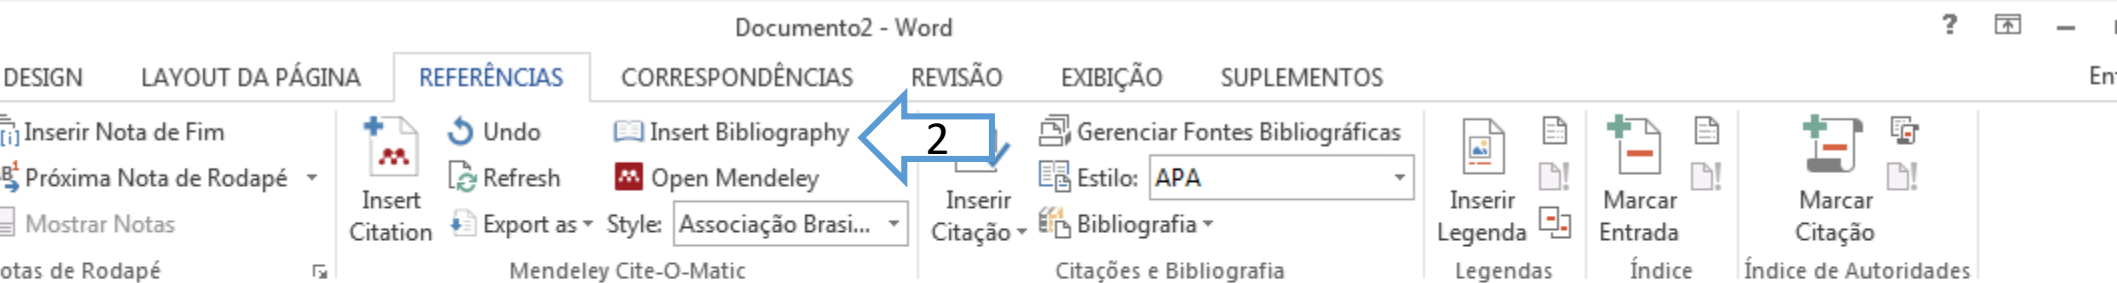 Documento2 - Word
?
DESIGN LAYOUT DA PÁGINA REFERÊNCIAS CORRESPONDÊNCIAS REVISÃO EXIBIÇÃO SUPLEMENTOS
Inserir Nota de Fim
Próxima Nota de Rodapé
Mostrar Notas
otas de Rodapé
Insert
Citation
Undo
Refresh
Export as
Insert Bibliography
Open Mendeley
Style: Associação Brasi...
Mendeley Cite-O-Matic
2
Inserir
Citação
Gerenciar Fontes Bibliográficas
Estilo: APA
Bibliografia
Citações e Bibliografia
Inserir
Legenda
Legendas
Marcar
Entrada
Índice
Marcar
Citação
Índice de Autoridades